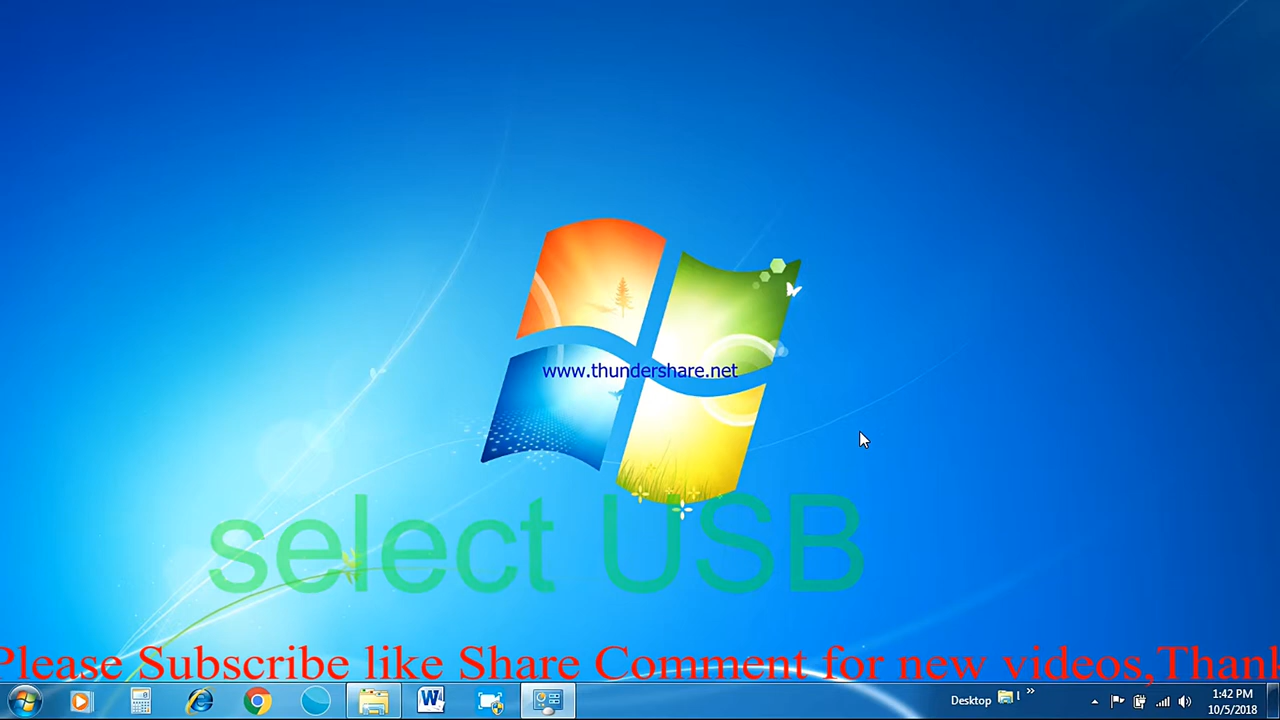 www.thundershare.net
select USB
Please Subscribe like Share Comment for new videos,Thank
Desktop
1:42 PM
10/5/2018